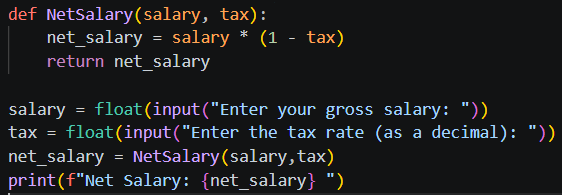 def NetSalary(salary, tax):
    net_salary = salary * (1 - tax)
    return net_salary

salary = float(input("Enter your gross salary: "))
tax = float(input("Enter the tax rate (as a decimal): "))
net_salary = NetSalary(salary,tax)
print(f"Net Salary: {net_salary} ")